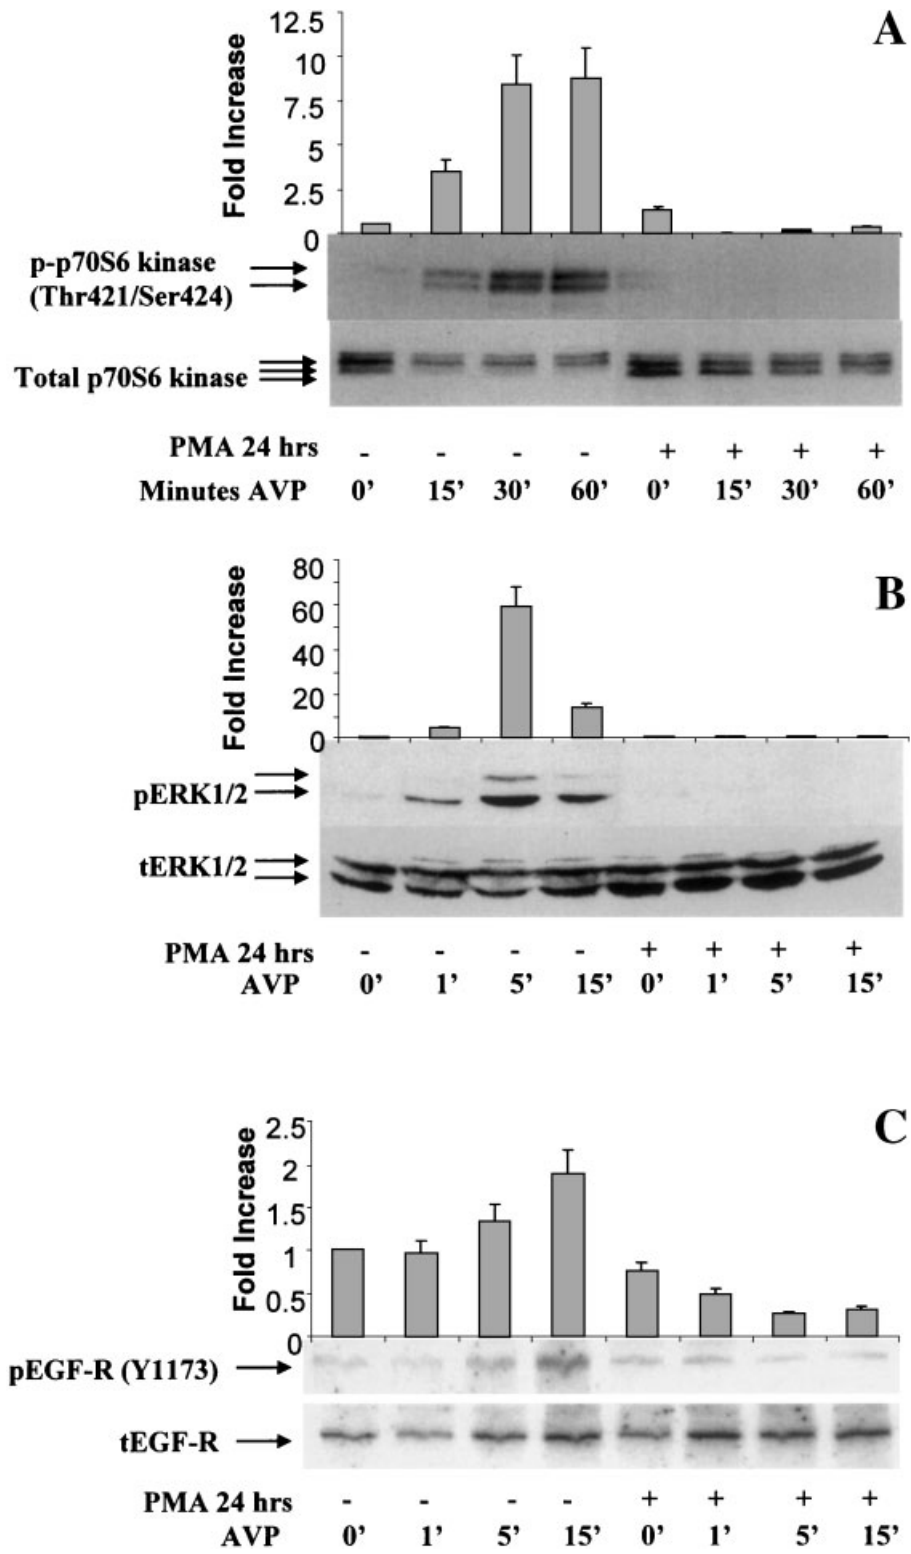 A
12.5
10
7.5
5
2.5
0
Fold Increase
p-p70S6 kinase
(Thr421/Ser424)
Total p70S6 kinase
PMA 24 hrs - - - - + + + +
Minutes AVP 0’ 15’ 30’ 60’ 0’ 15’ 30’ 60’
B
80
60
40
20
0
Fold Increase
pERK1/2
tERK1/2
PMA 24 hrs - - - - + + + +
AVP 0’ 1’ 5’ 15’ 0’ 1’ 5’ 15’
C
2.5
2
1.5
1
0.5
0
Fold Increase
pEGF-R (Y1173)
tEGF-R
PMA 24 hrs - - - - + + + +
AVP 0’ 1’ 5’ 15’ 0’ 1’ 5’ 15’